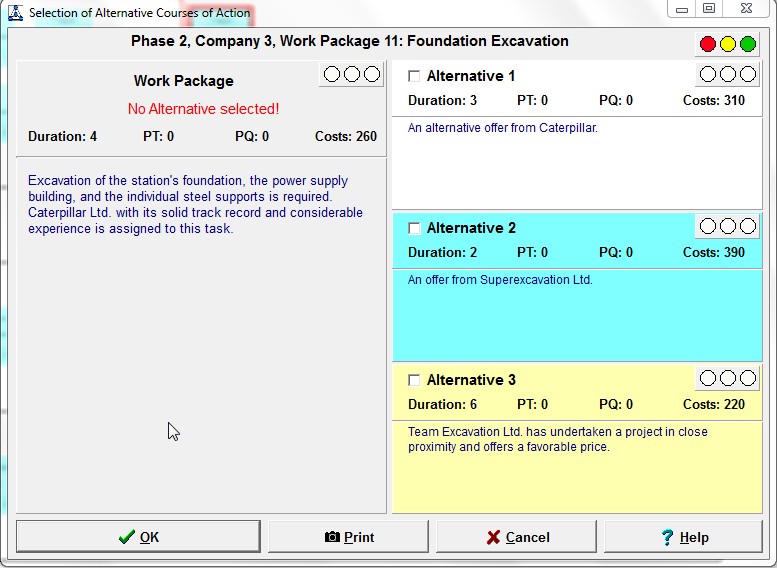 Selection of Alternative Courses of Action
Phase 2, Company 3, Work Package 11: Foundation Excavation
Work Package
No Alternative selected!
Duration: 4 PT: 0 PQ: 0 Costs: 260
Excavation of the station's foundation, the power supply
building, and the individual steel supports is required.
Caterpillar Ltd. with its solid track record and considerable
experience is assigned to this task.
Alternative 1
Duration: 3 PT: 0 PQ: 0 Costs: 310
An alternative offer from Caterpillar.
Alternative 2
Duration: 2 PT: 0 PQ: 0 Costs: 390
An offer from Superexcavation Ltd.
Alternative 3
Duration: 6 PT: 0 PQ: 0 Costs: 220
Team Excavation Ltd. has undertaken a project in close
proximity and offers a favorable price.
OK Print Cancel Help